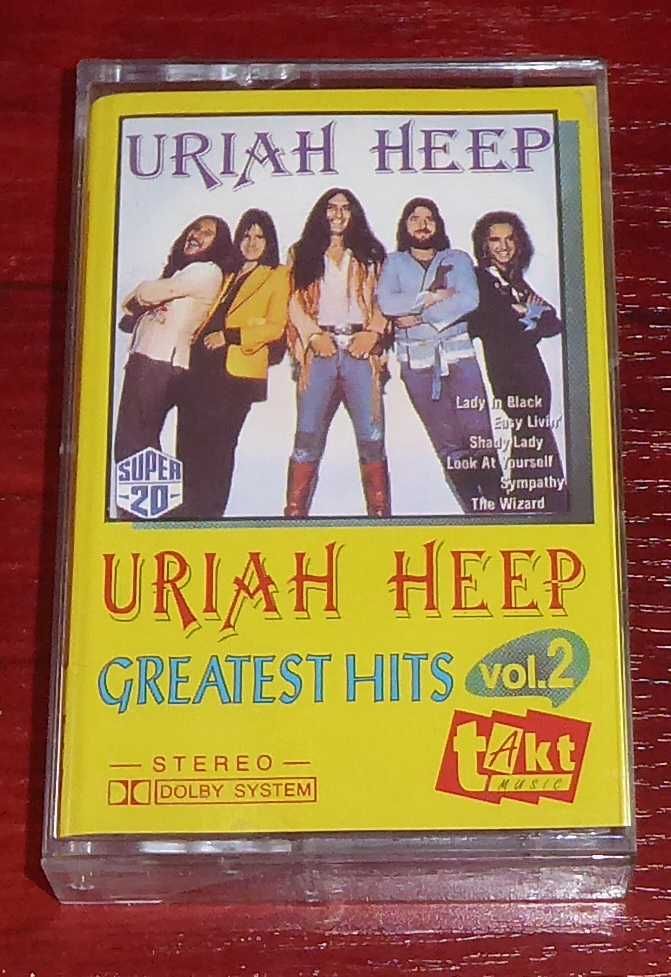 URIAH HEEP
Lady In Black
Easy Livin'
Shady Lady
Look At Yourself
Sympathy
The Wizard
SUPER
20
URIAH HEEP
GREATEST HITS vol.2
takt
MUSIC
STEREO
DOLBY SYSTEM